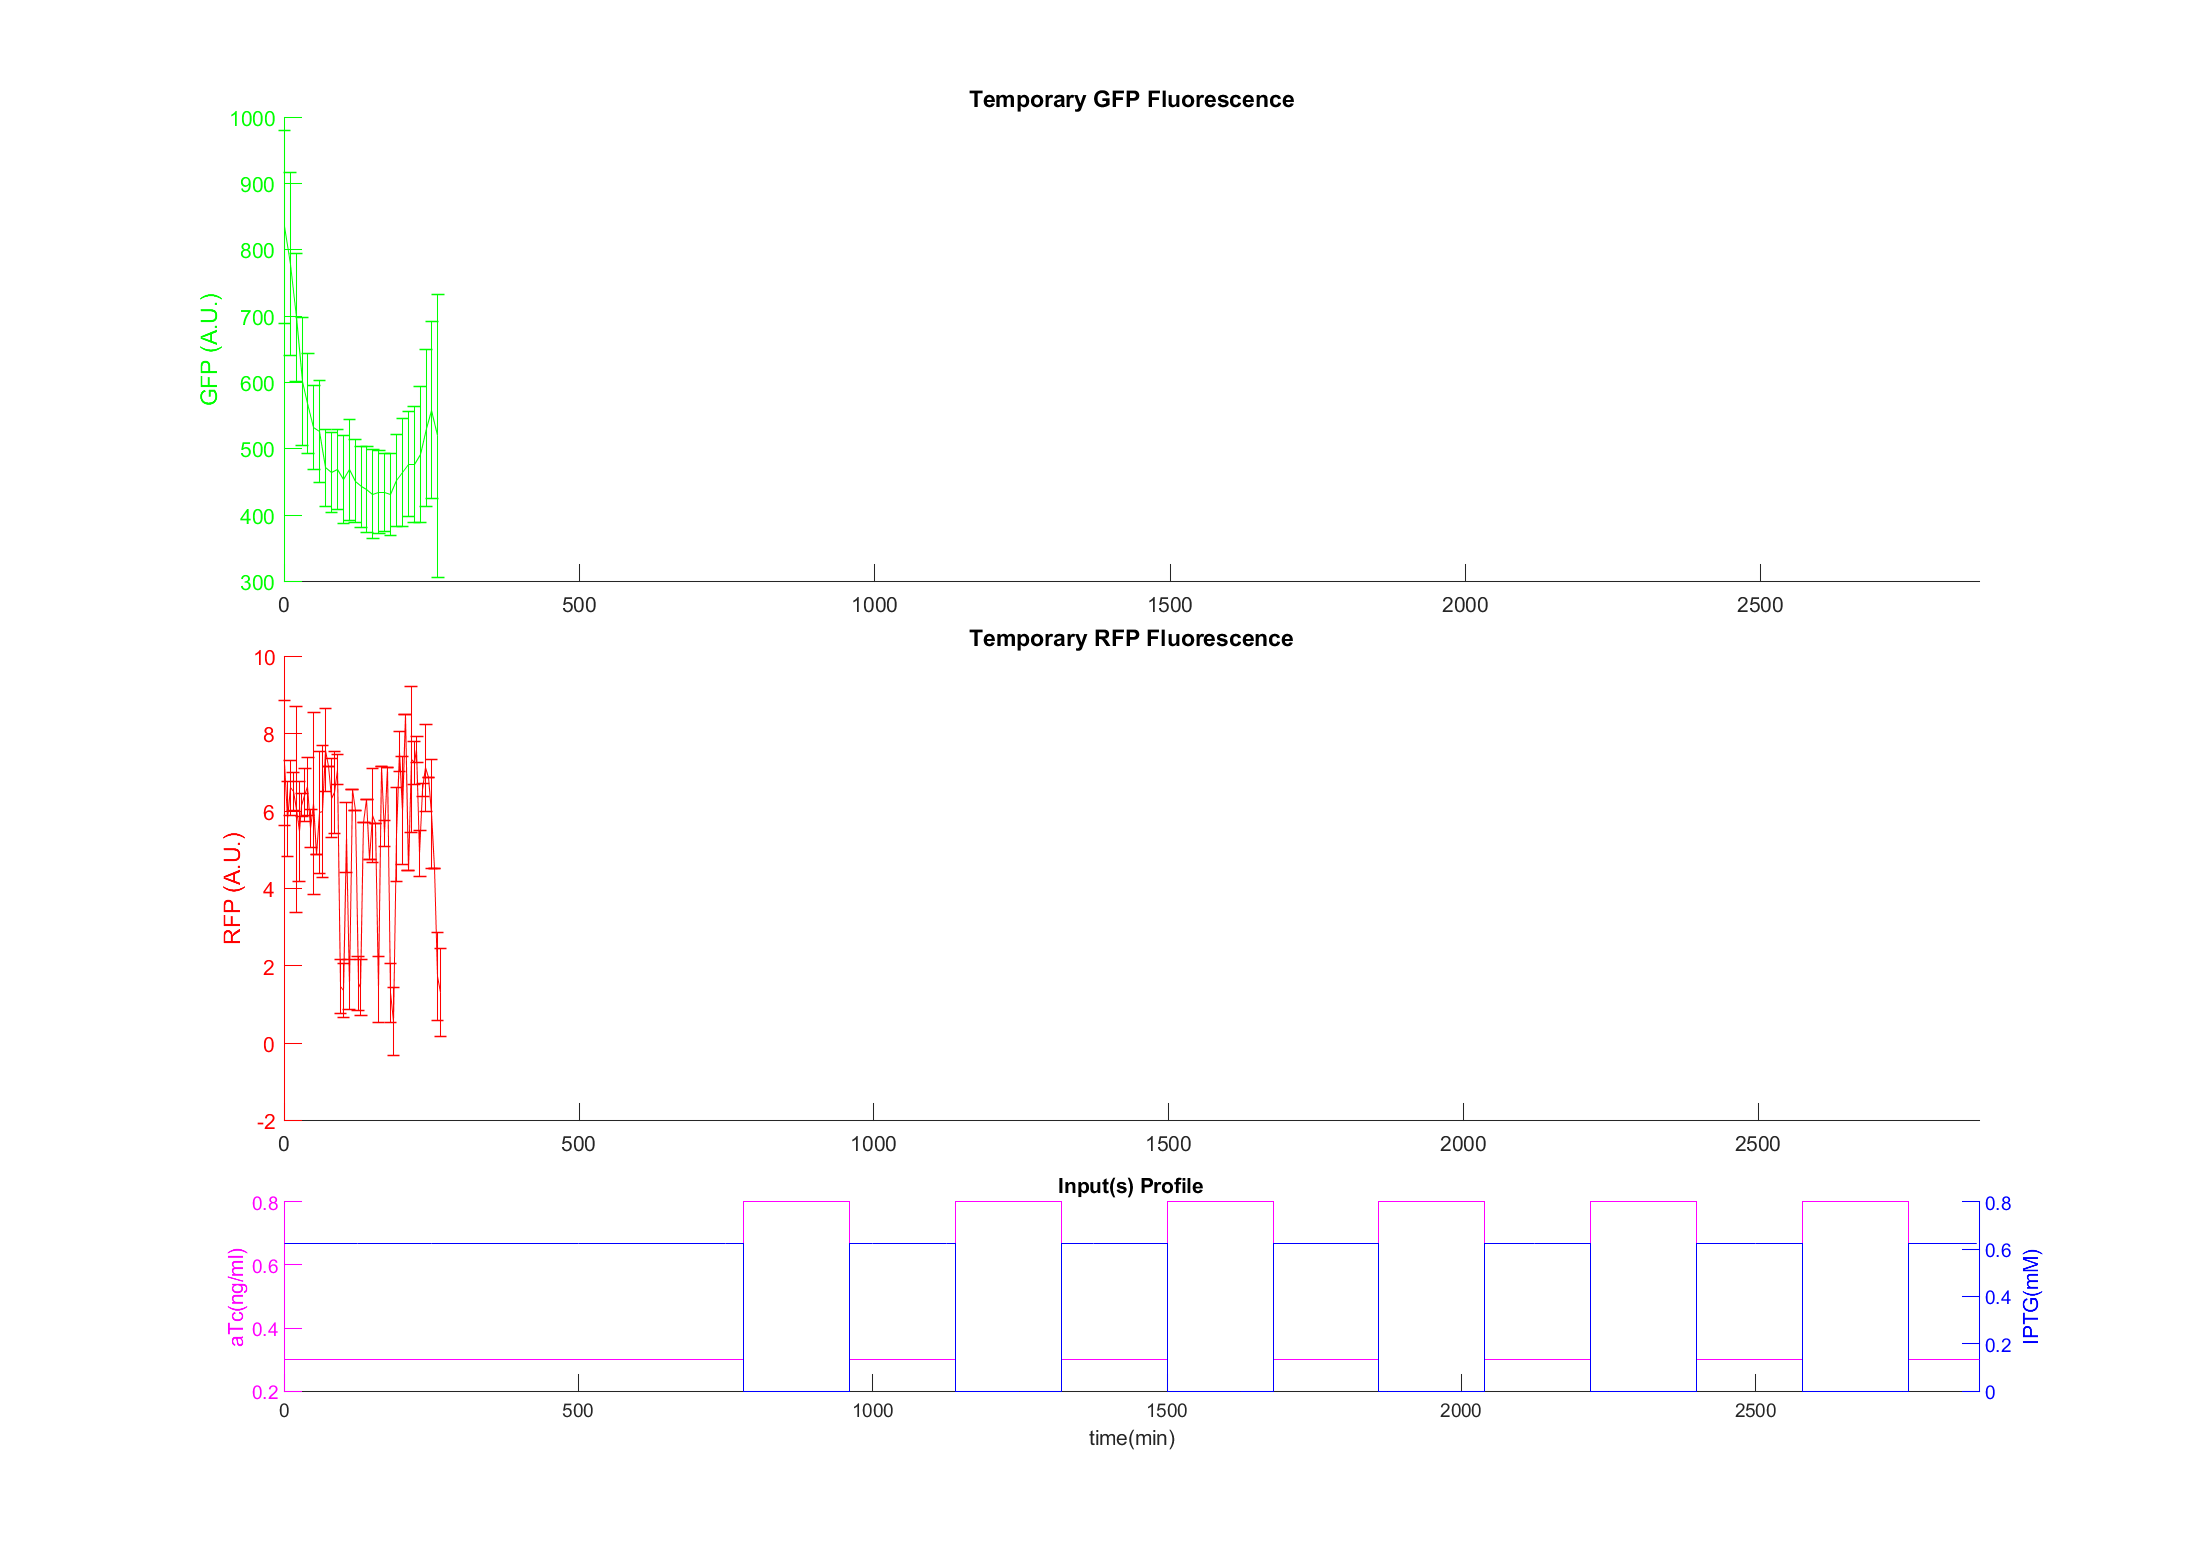 Temporary GFP Fluorescence
1000
900
800
700
600
500
400
300
GFP (A.U.)
0 500 1000 1500 2000 2500
Temporary RFP Fluorescence
10
8
6
4
2
0
-2
RFP (A.U.)
0 500 1000 1500 2000 2500
Input(s) Profile
0.8
0.6
0.4
0.2
aTc(ng/ml)
0.8
0.6
0.4
0.2
0
IPTG(mM)
0 500 1000 1500 2000 2500
time(min)